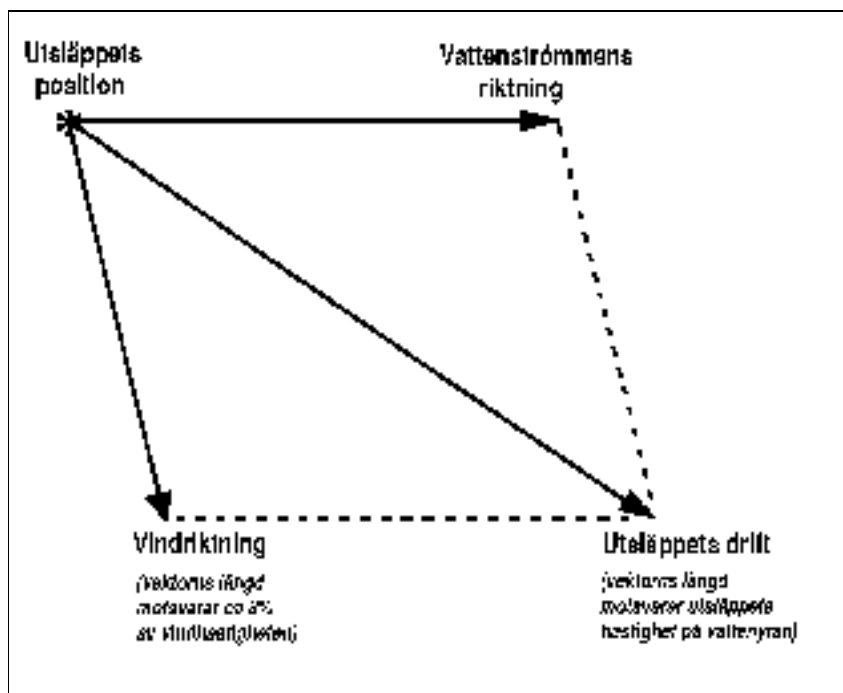 Utsläppets
position
Vattenströmmens
riktning
Vindriktning
(vektorns längd
motsvarar ca
av vindhastigheten)
Utsläppets drift
(vektorns längd
motsvarar utsläppets
hastighet på vattenytan)